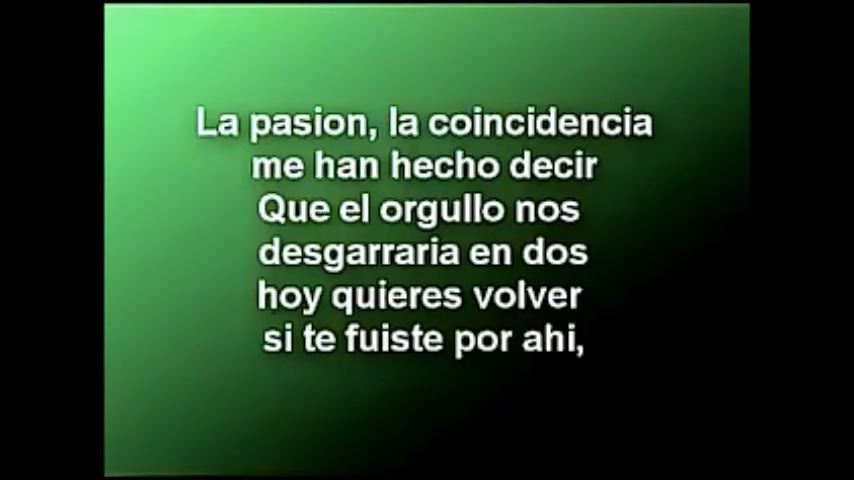 La pasion, la coincidencia
me han hecho decir
Que el orgullo nos
desgarraria en dos
hoy quieres volver
si te fuiste por ahi,